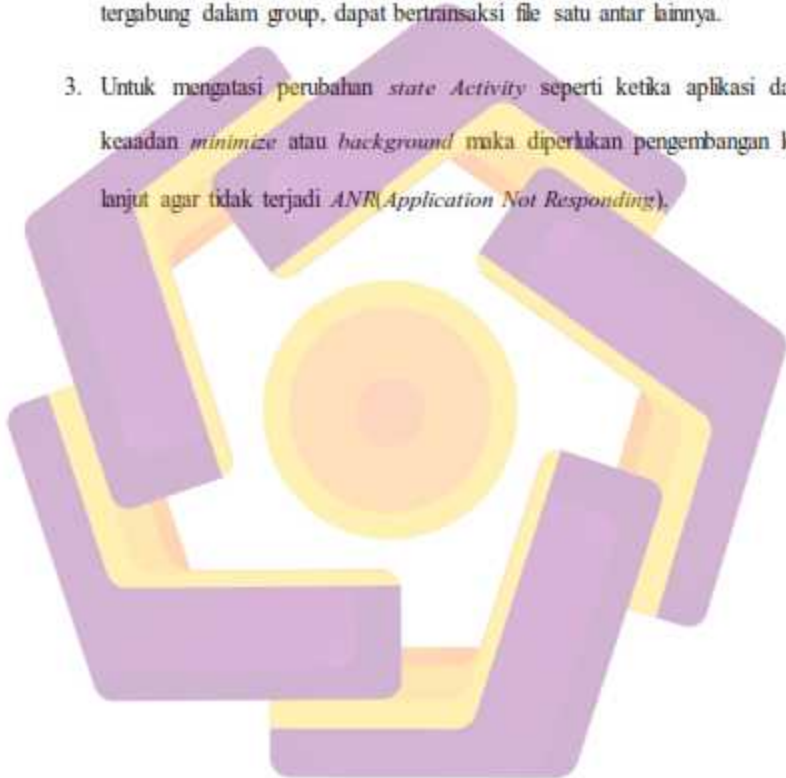 tergabung dalam group, dapat bertransaksi file satu antar lainnya.
3. Untuk mengatasi perubahan state Activity seperti ketika aplikasi
keaadan minimize atau background maka diperlukan pengembangan
lanjut agar tidak terjadi ANR(Application Not Responding).